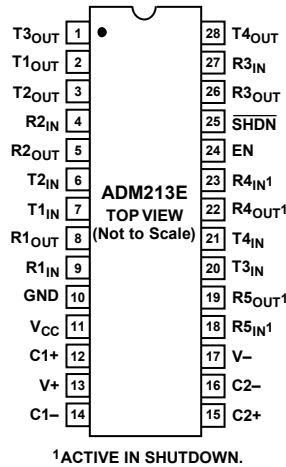 T3OUT 1 28 T4OUT
T1OUT 2 27 R3IN
T2OUT 3 26 R3OUT
R2IN 4 25 SHDN
R2OUT 5 24 EN
T2IN 6 23 R4IN1
ADM213E
T1IN 7 TOP VIEW 22 R4OUT1
R1OUT 8 (Not to Scale) 21 T4IN
R1IN 9 20 T3IN
GND 10 19 R5OUT1
VCC 11 18 R5IN1
C1+ 12 17 V–
V+ 13 16 C2–
C1– 14 15 C2+
1ACTIVE IN SHUTDOWN.